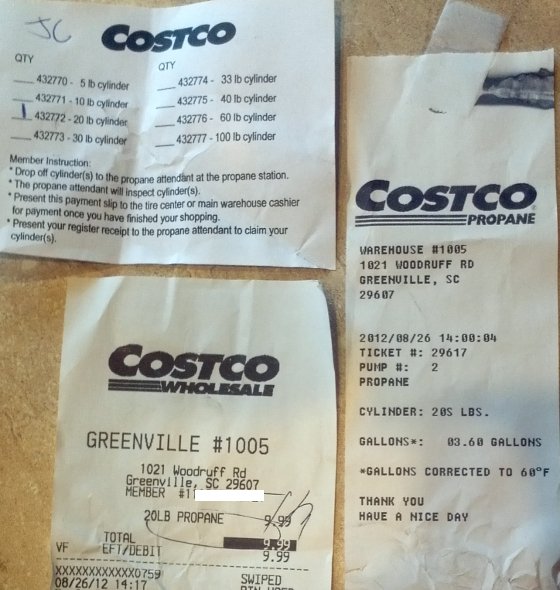 JC
COSTCO
QTY
QTY
432770 - 5 lb cylinder
432771 - 10 lb cylinder
432772 - 20 lb cylinder
432773 - 30 lb cylinder
432774 - 33 lb cylinder
432775 - 40 lb cylinder
432776 - 60 lb cylinder
432777 - 100 lb cylinder
Member Instruction:
* Drop off cylinder(s) to the propane attendant at the propane station.
* The propane attendant will inspect cylinder(s).
* Present this payment slip to the tire center or main warehouse cashier
for payment once you have finished your shopping.
* Present your register receipt to the propane attendant to claim your
cylinder(s).
COSTCO
WHOLESALE
GREENVILLE #1005
1021 Woodruff Rd
Greenville, SC 29607
MEMBER #11
20LB PROPANE 9.99
TOTAL 9.99
VF EFT/DEBIT 9.99
XXXXXXXXXXXX0759 SWIPED
08/26/12 14:17 PIN USED
COSTCO
PROPANE
WAREHOUSE #1005
1021 WOODRUFF RD
GREENVILLE, SC
29607
2012/08/26 14:00:04
TICKET #: 29617
PUMP #: 2
PROPANE
CYLINDER: 20S LBS.
GALLONS*: 03.60 GALLONS
*GALLONS CORRECTED TO 60°F
THANK YOU
HAVE A NICE DAY